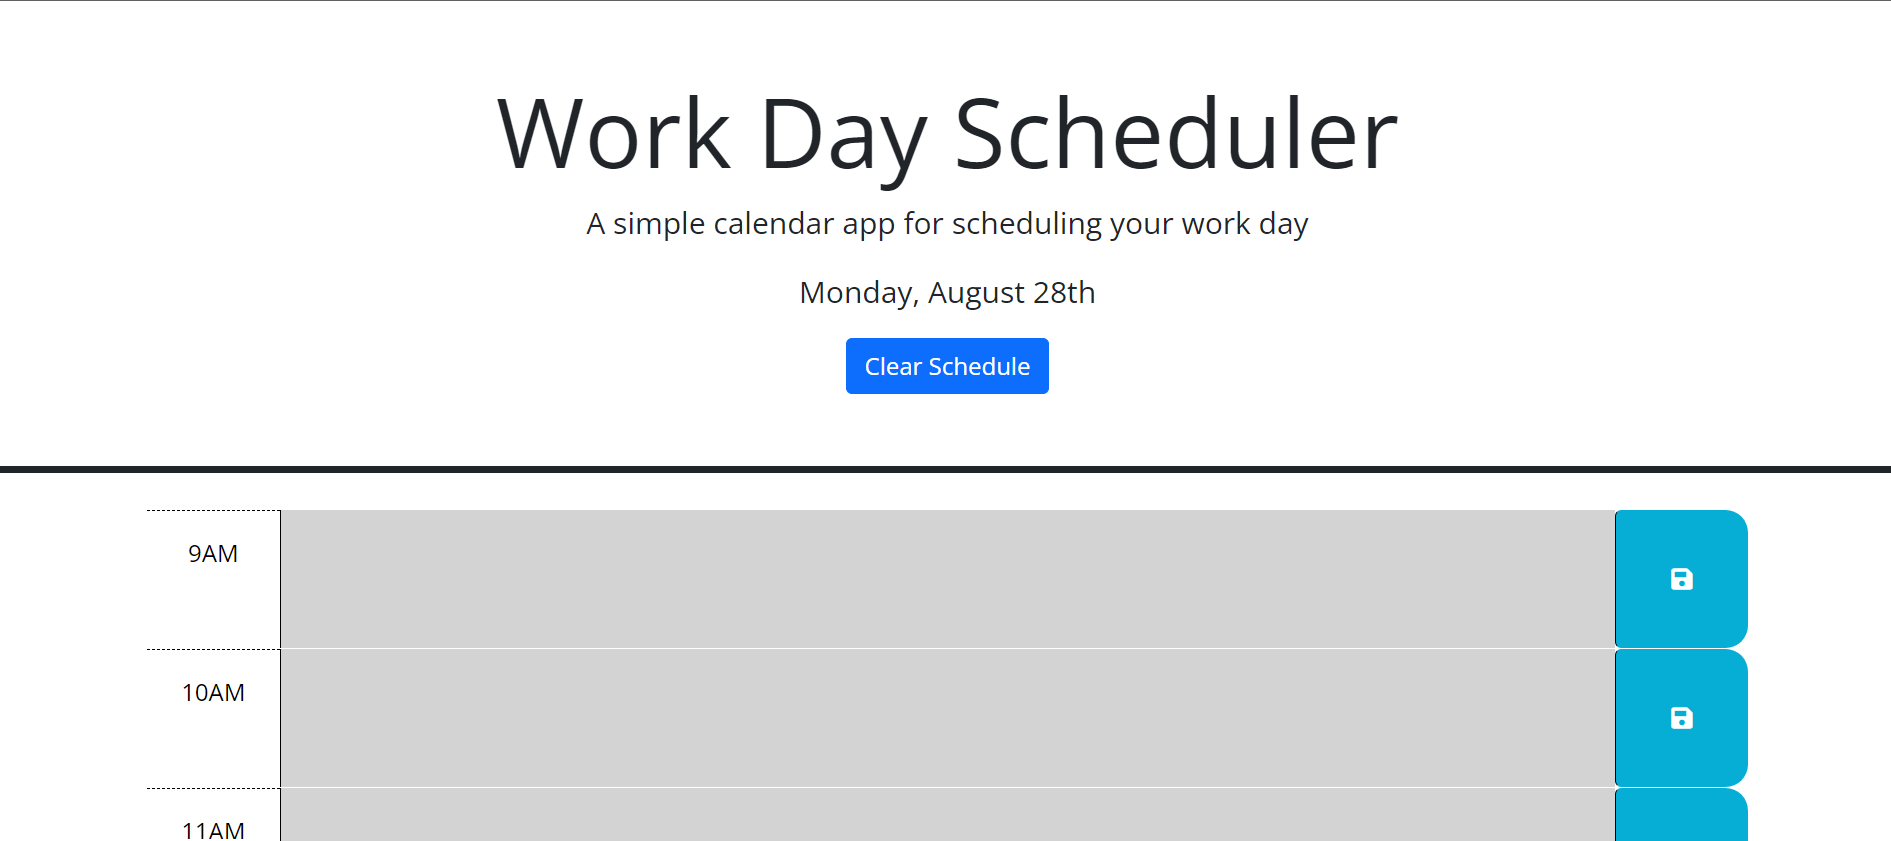 Work Day Scheduler
A simple calendar app for scheduling your work day
Monday, August 28th
Clear Schedule
9AM
10AM
11AM